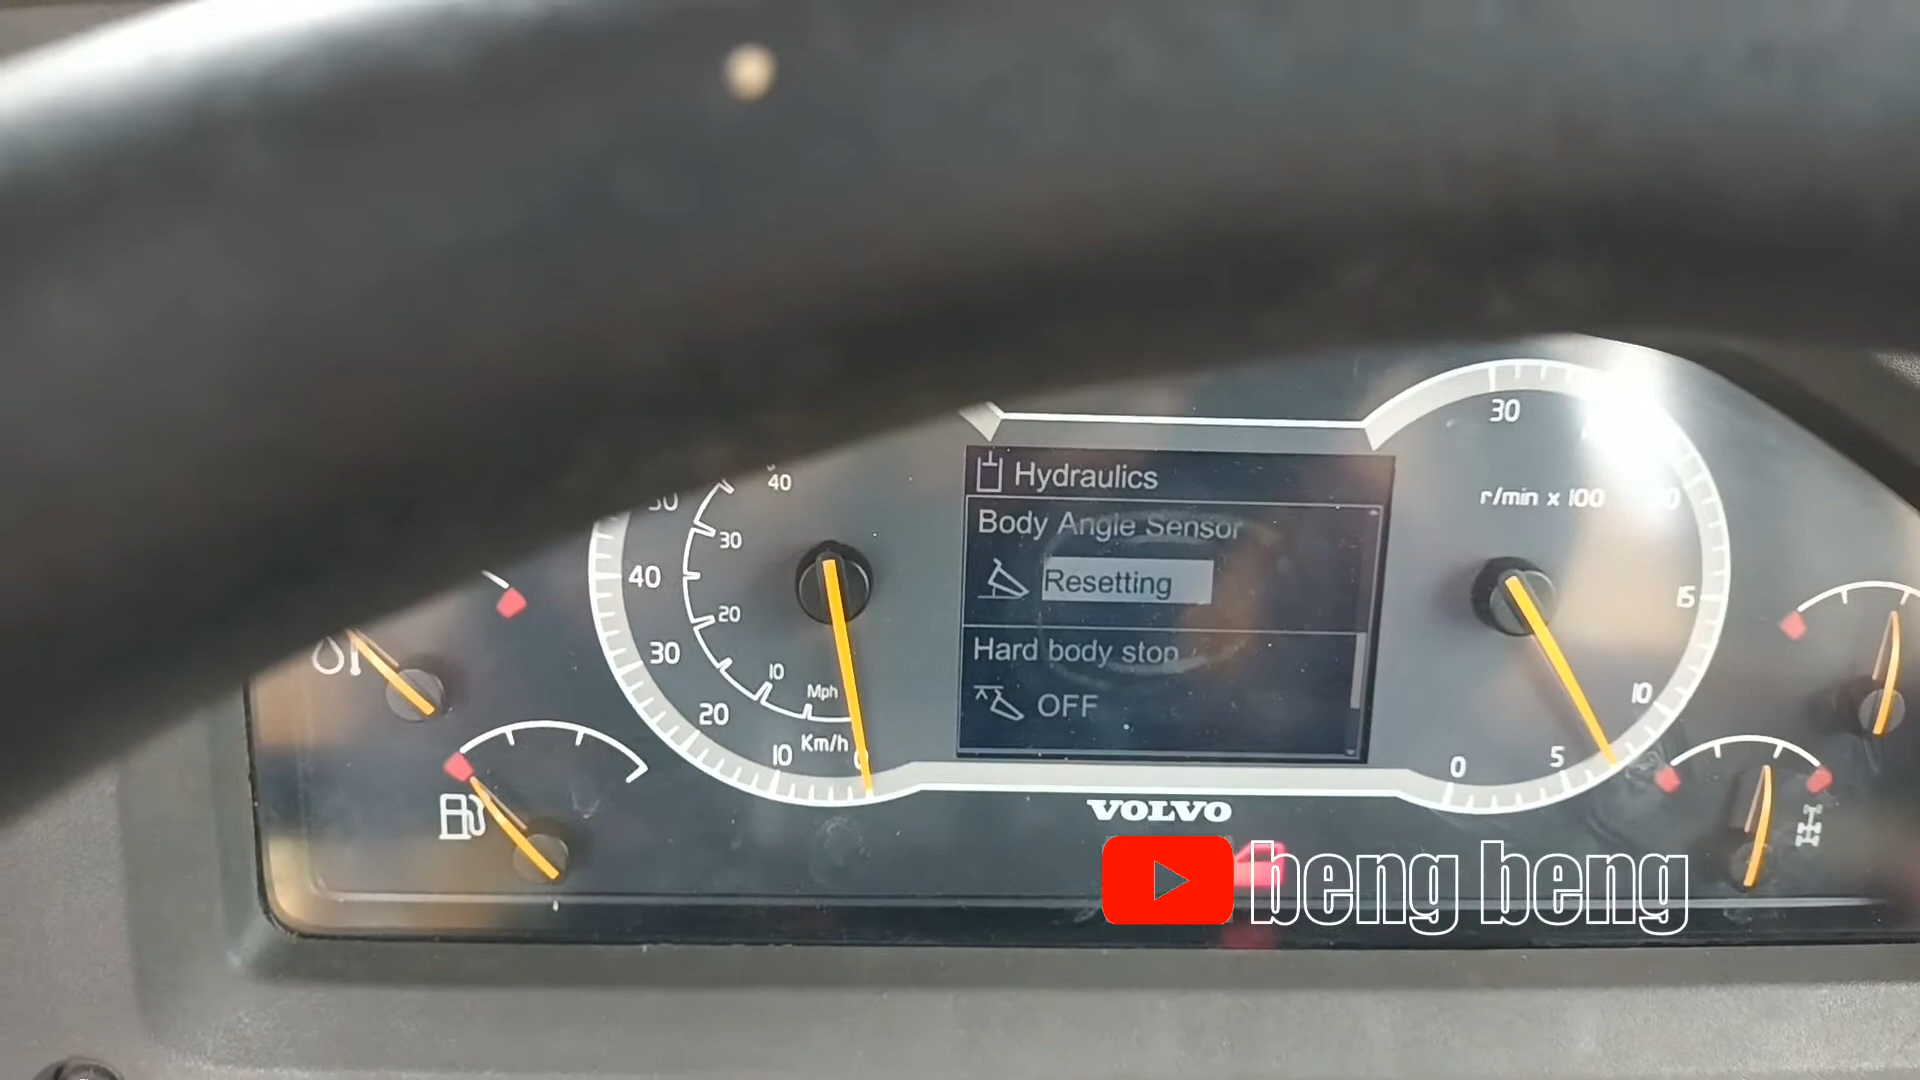 Hydraulics
Body Angle Sensor
Resetting
Hard body stop
OFF
40
30
20
10
Mph
40
30
20
10
Km/h
30
r/min x 100
15
10
5
0
VOLVO
beng beng